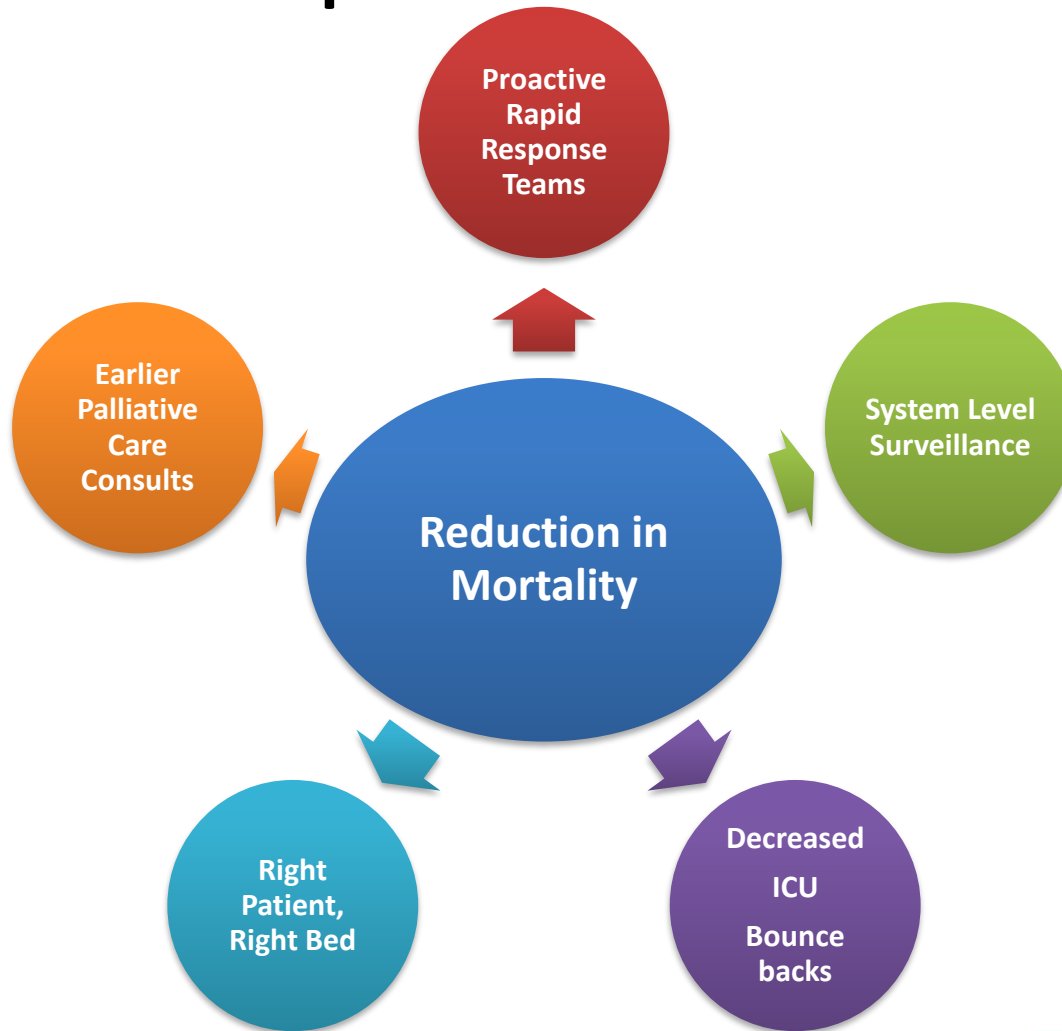 Proactive
Rapid
Response
Teams
Earlier
Palliative
Care
Consults
System Level
Surveillance
Reduction in
Mortality
Right
Patient,
Right Bed
Decreased
ICU
Bounce
backs